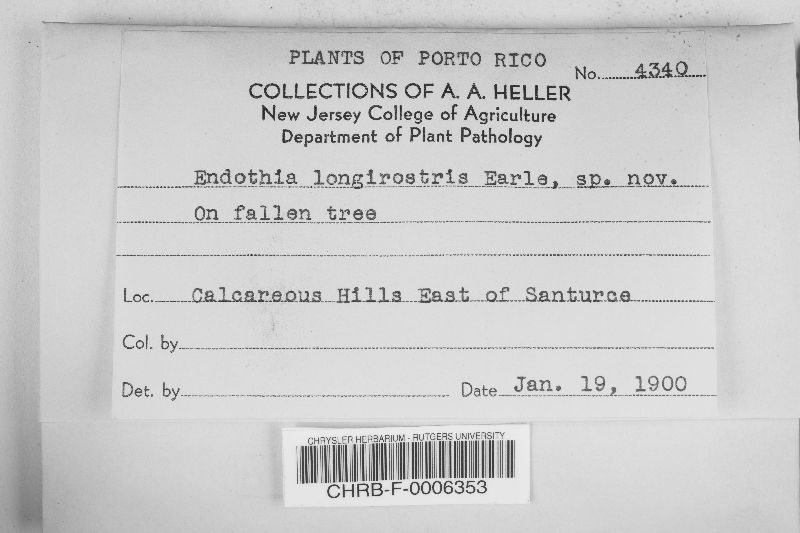 PLANTS OF PORTO RICO
No. 4340
COLLECTIONS OF A. A. HELLER
New Jersey College of Agriculture
Department of Plant Pathology
Endothia longirostris Earle, sp. nov.
On fallen tree
Loc. Calcareous Hills East of Santurce
Col. by
Det. by Date Jan. 19, 1900
CHRYSLER HERBARIUM - RUTGERS UNIVERSITY
CHRB-F-0006353